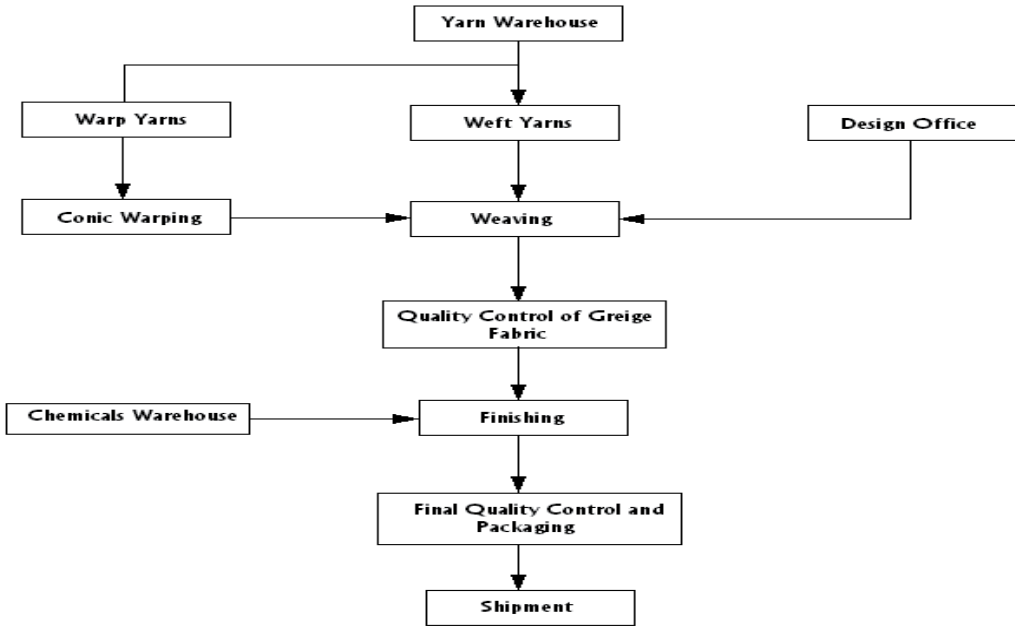 Yarn Warehouse
Warp Yarns
Weft Yarns
Design Office
Conic Warping
Weaving
Quality Control of Greige
Fabric
Chemicals Warehouse
Finishing
Final Quality Control and
Packaging
Shipment